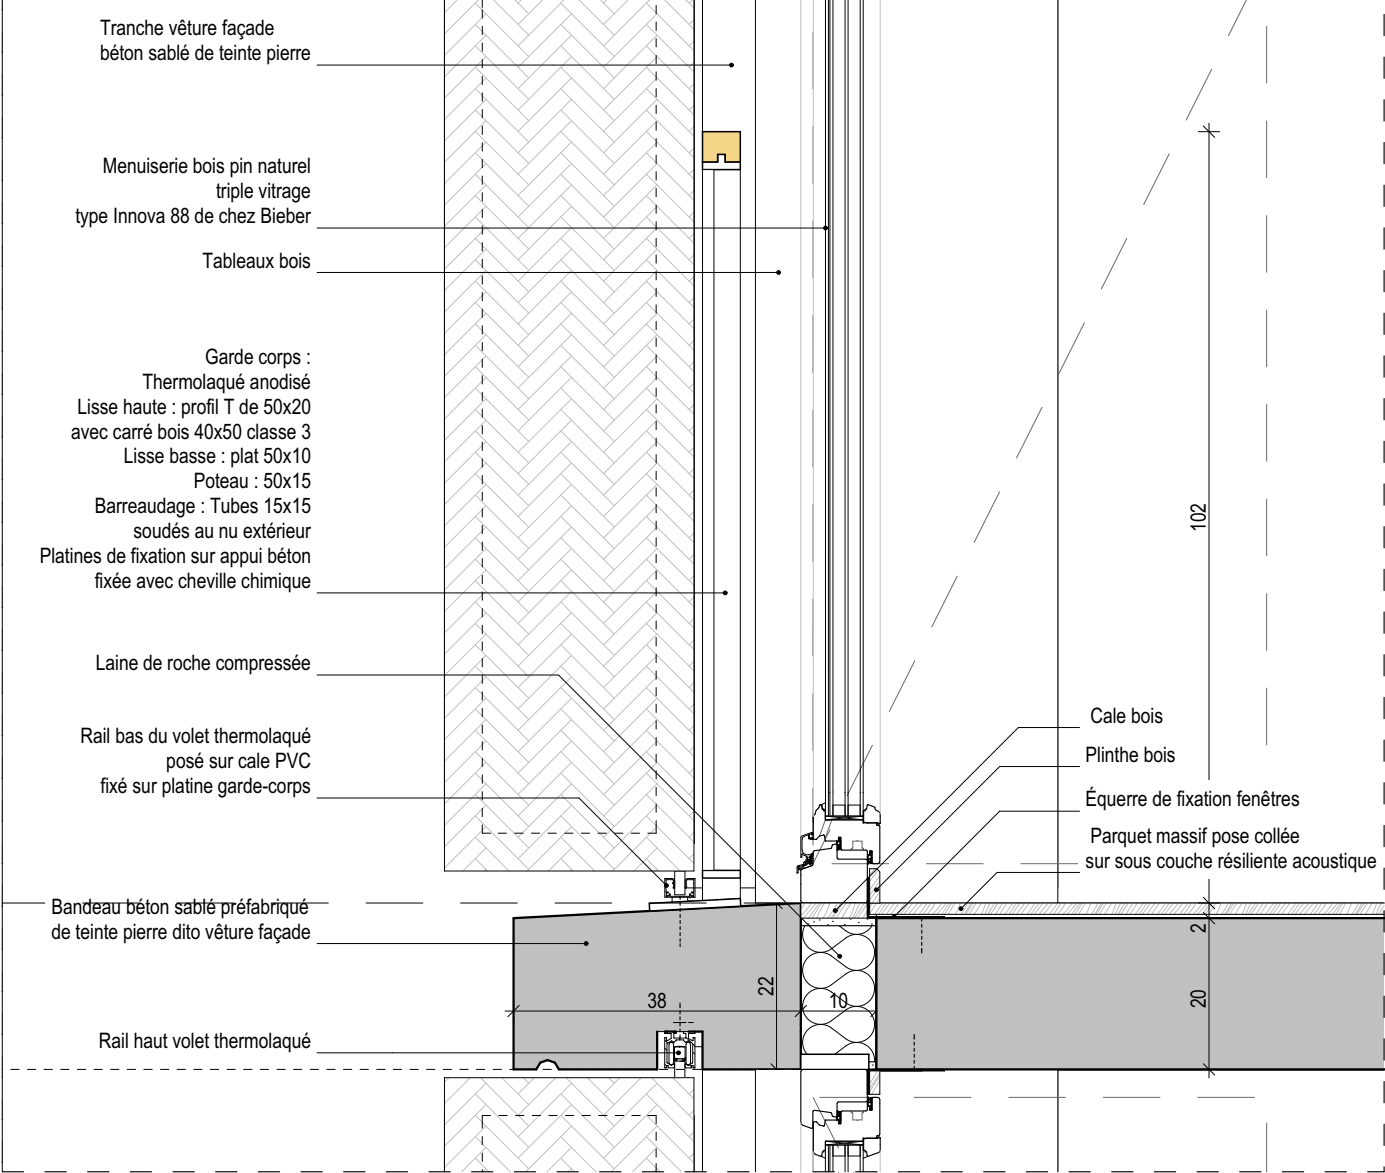 Tranche vêture façade
béton sablé de teinte pierre
Menuiserie bois pin naturel
triple vitrage
type Innova 88 de chez Bieber
Tableaux bois
Garde corps :
Thermolaqué anodisé
Lisse haute : profil T de 50x20
avec carré bois 40x50 classe 3
Lisse basse : plat 50x10
Poteau : 50x15
Barreaudage : Tubes 15x15
soudés au nu extérieur
Platines de fixation sur appui béton
fixée avec cheville chimique
Laine de roche compressée
Rail bas du volet thermolaqué
posé sur cale PVC
fixé sur platine garde-corps
Bandeau béton sablé préfabriqué
de teinte pierre dito vêture façade
Rail haut volet thermolaqué
38
22
10
102
Cale bois
Plinthe bois
Équerre de fixation fenêtres
Parquet massif pose collée
sur sous couche résiliente acoustique
2
20